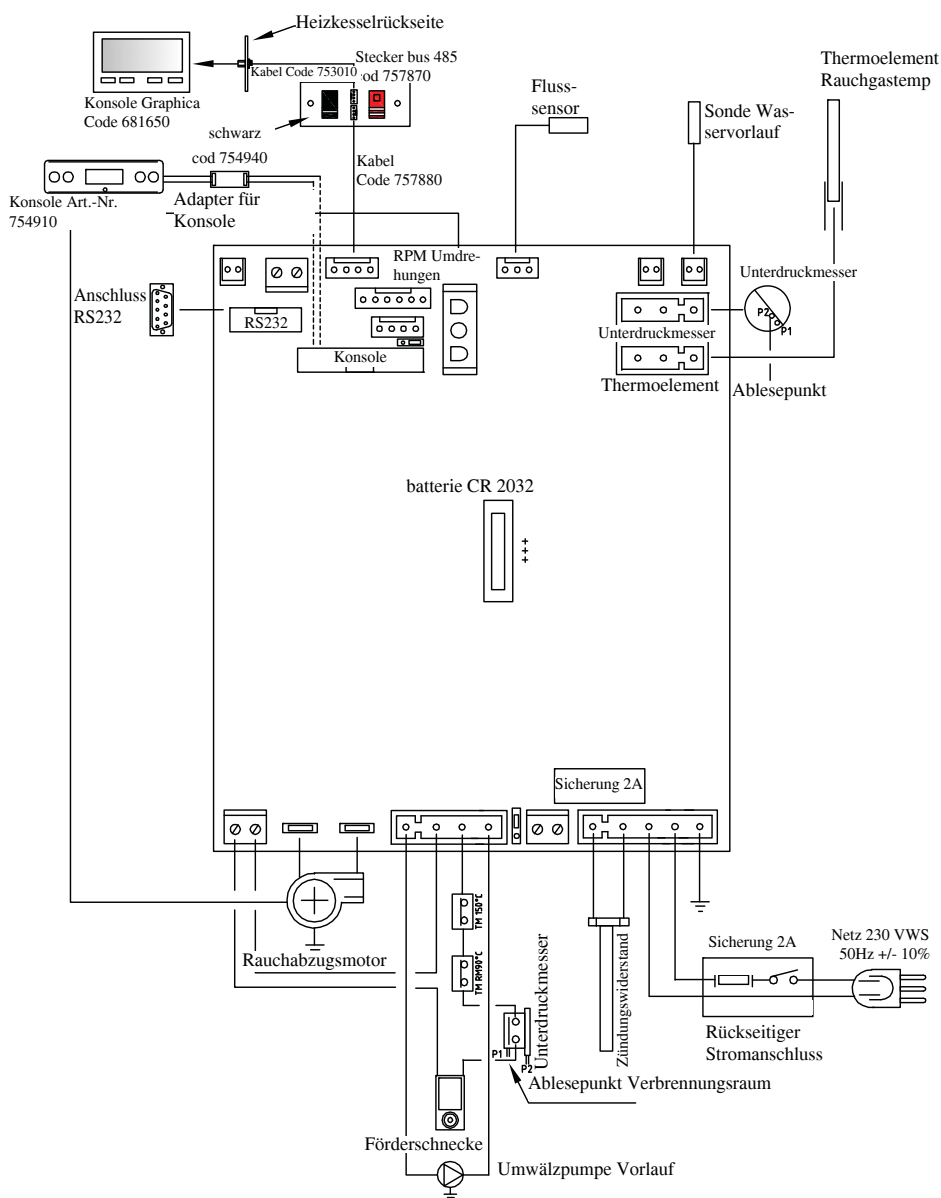 Heizkesselrückseite
Stecker bus 485
Kabel Code 753010
cod 757870
Konsole Graphica
Code 681650
schwarz
Fluss-
sensor
Sonde Was-
servorlauf
Thermoelement
Rauchgastemp
cod 754940
Kabel
Code 757880
Konsole Art.-Nr.
754910
Adapter für
Konsole
RPM Umdre-
hungen
Unterdruckmesser
P2
P1
Anschluss
RS232
RS232
Unterdruckmesser
Konsole
Thermoelement
Ablesepunkt
batterie CR 2032
+++
Sicherung 2A
TM 150°C
Rauchabzugsmotor
TM RM90°C
Unterdruckmesser
Zündungswiderstand
Sicherung 2A
Netz 230 VWS
50Hz +/- 10%
P1
P2
Rückseitiger
Stromanschluss
Ablesepunkt Verbrennungsraum
Förderschnecke
Umwälzpumpe Vorlauf